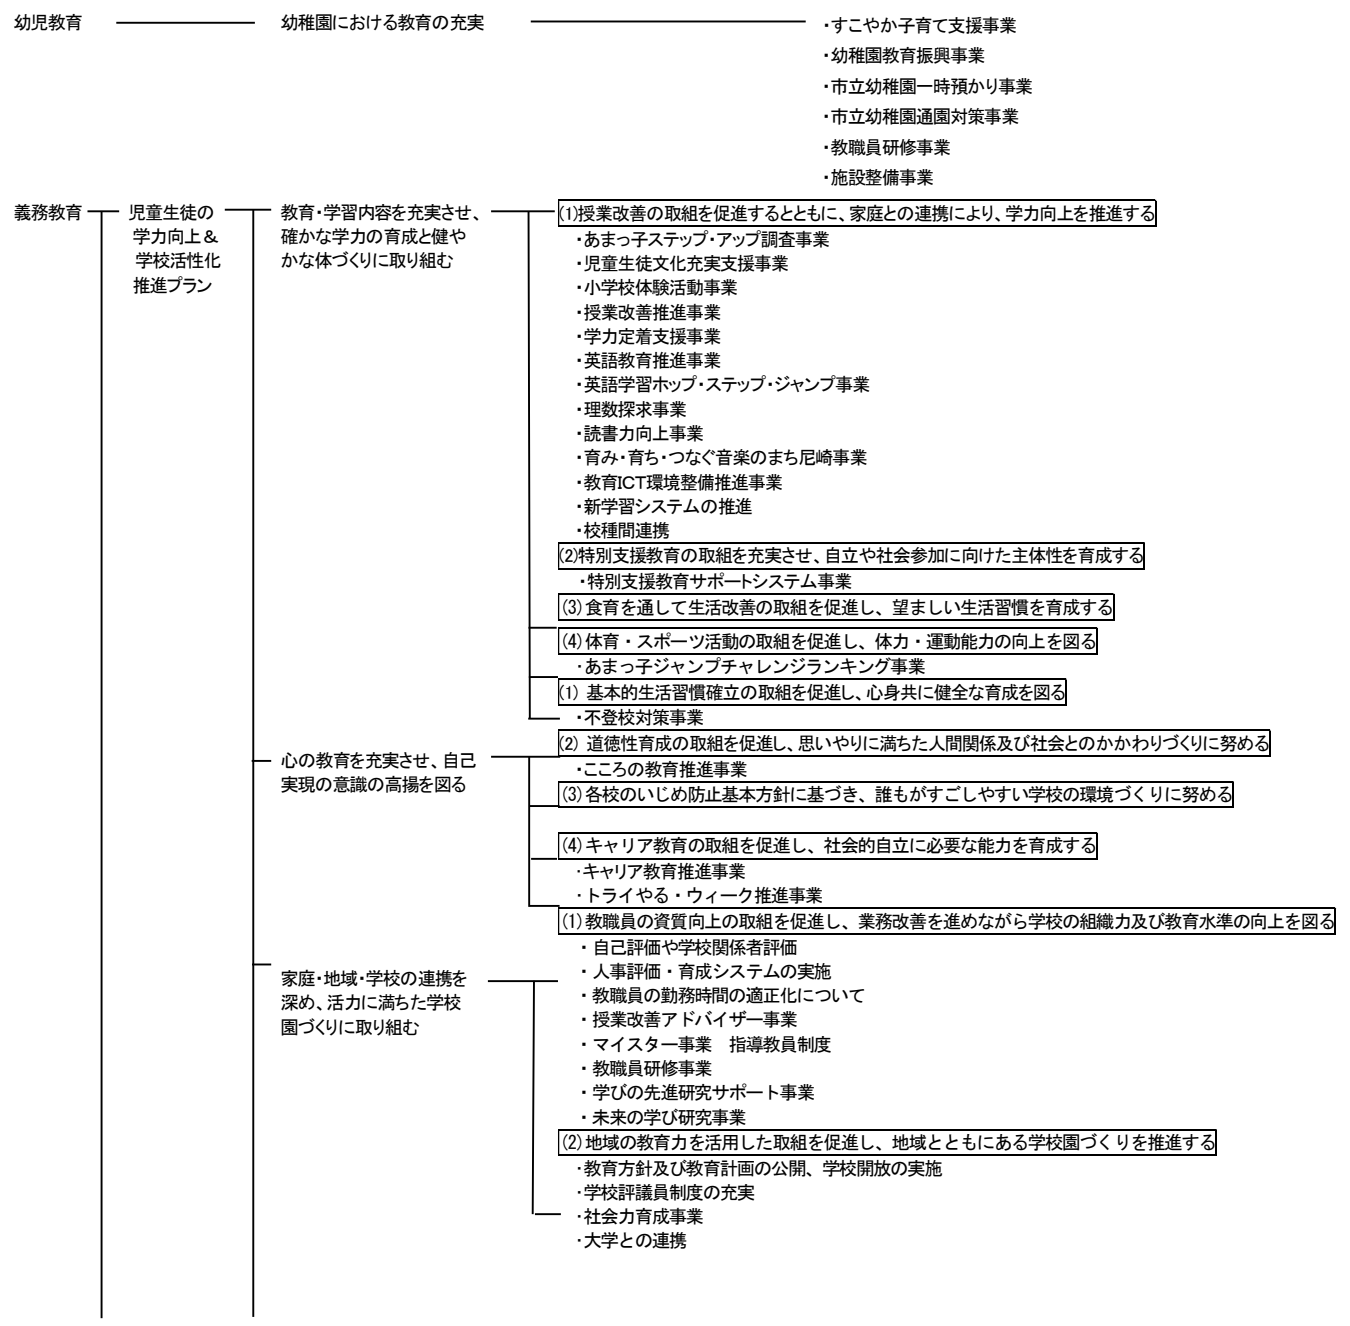 幼児教育
幼稚園における教育の充実
・すこやか子育て支援事業
・幼稚園教育振興事業
・市立幼稚園一時預かり事業
・市立幼稚園通園対策事業
・教職員研修事業
・施設整備事業
義務教育
児童生徒の
学力向上＆
学校活性化
推進プラン
教育・学習内容を充実させ、
確かな学力の育成と健や
かな体づくりに取り組む
(1)授業改善の取組を促進するとともに、家庭との連携により、学力向上を推進する
・あまっ子ステップ・アップ調査事業
・児童生徒文化充実支援事業
・小学校体験活動事業
・授業改善推進事業
・学力定着支援事業
・英語教育推進事業
・英語学習ホップ・ステップ・ジャンプ事業
・理数探求事業
・読書力向上事業
・育み・育ち・つなぐ音楽のまち尼崎事業
・教育ICT環境整備推進事業
・新学習システムの推進
・校種間連携
(2)特別支援教育の取組を充実させ、自立や社会参加に向けた主体性を育成する
・特別支援教育サポートシステム事業
(3)食育を通して生活改善の取組を促進し、望ましい生活習慣を育成する
(4)体育・スポーツ活動の取組を促進し、体力・運動能力の向上を図る
・あまっ子ジャンプチャレンジランキング事業
(1) 基本的生活習慣確立の取組を促進し、心身共に健全な育成を図る
・不登校対策事業
心の教育を充実させ、自己
実現の意識の高揚を図る
(2) 道徳性育成の取組を促進し、思いやりに満ちた人間関係及び社会とのかかわりづくりに努める
・こころの教育推進事業
(3)各校のいじめ防止基本方針に基づき、誰もがすごしやすい学校の環境づくりに努める
(4)キャリア教育の取組を促進し、社会的自立に必要な能力を育成する
・キャリア教育推進事業
・トライやる・ウィーク推進事業
(1)教職員の資質向上の取組を促進し、業務改善を進めながら学校の組織力及び教育水準の向上を図る
・自己評価や学校関係者評価
家庭・地域・学校の連携を
深め、活力に満ちた学校
園づくりに取り組む
・人事評価・育成システムの実施
・教職員の勤務時間の適正化について
・授業改善アドバイザー事業
・マイスター事業　指導教員制度
・教職員研修事業
・学びの先進研究サポート事業
・未来の学び研究事業
(2)地域の教育力を活用した取組を促進し、地域とともにある学校園づくりを推進する
・教育方針及び教育計画の公開、学校開放の実施
・学校評議員制度の充実
・社会力育成事業
・大学との連携